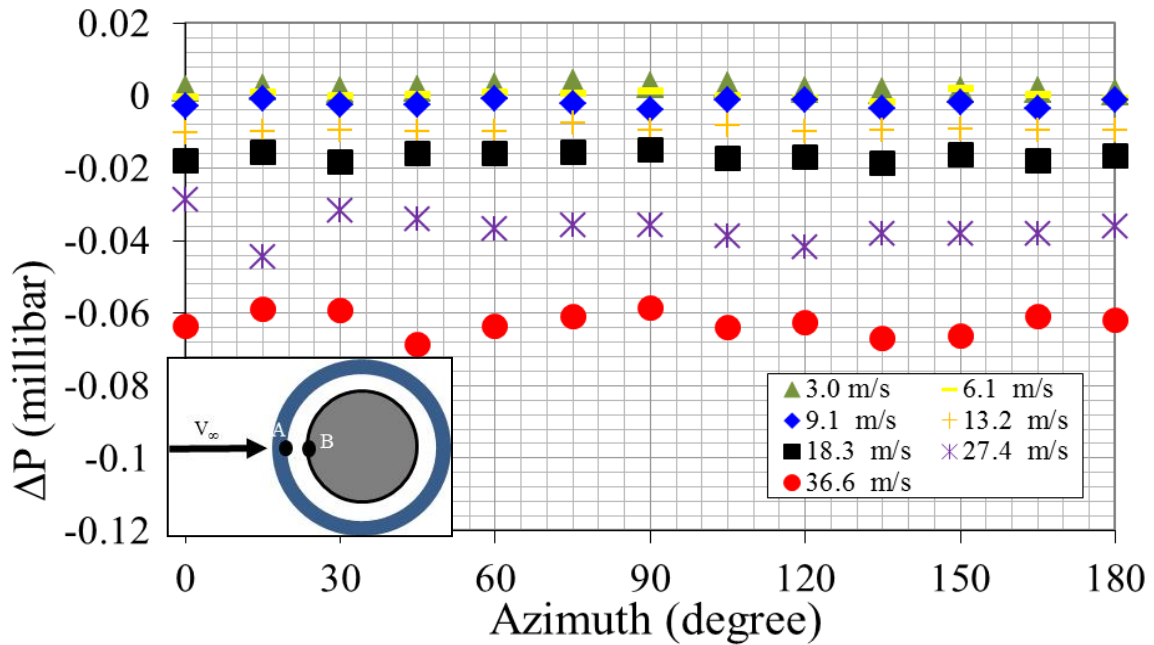 0.02
0
-0.02
-0.04
-0.06
-0.08
-0.1
-0.12
ΔP (millibar)
0 30 60 90 120 150 180
Azimuth (degree)
V∞
A
B
3.0 m/s 6.1 m/s
9.1 m/s 13.2 m/s
18.3 m/s 27.4 m/s
36.6 m/s